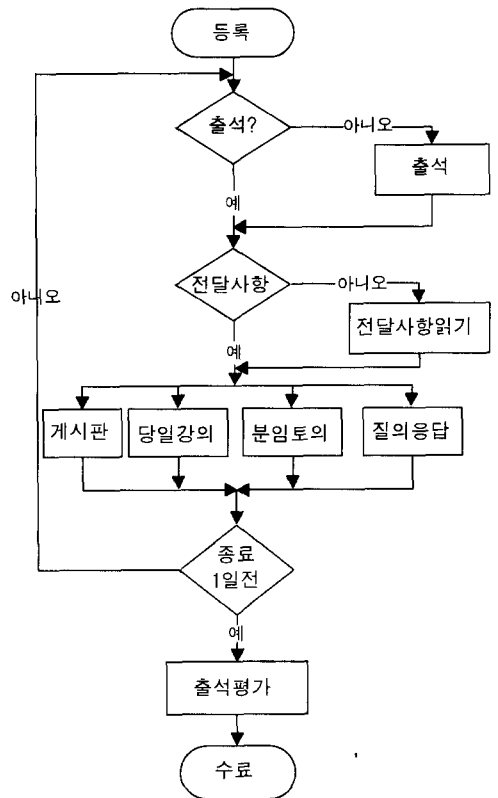 등록
출석?
아니오
출석
예
전달사항
아니오
아니오
전달사항읽기
예
게시판
당일강의
분임토의
질의응답
종료
1일전
예
출석평가
수료